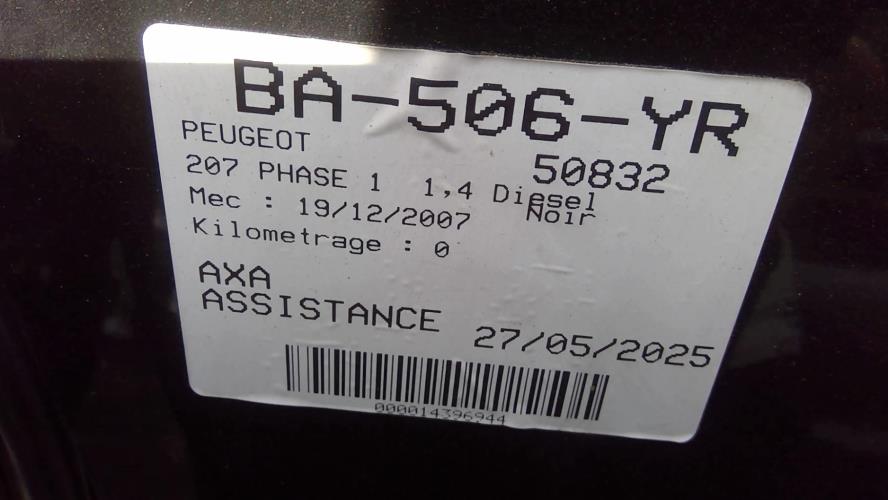 BA-506-YR
PEUGEOT
50832
207 PHASE 1 1,4 Diesel
Mec : 19/12/2007 Noir
Kilometrage : 0
AXA
ASSISTANCE
27/05/2025
000014396944